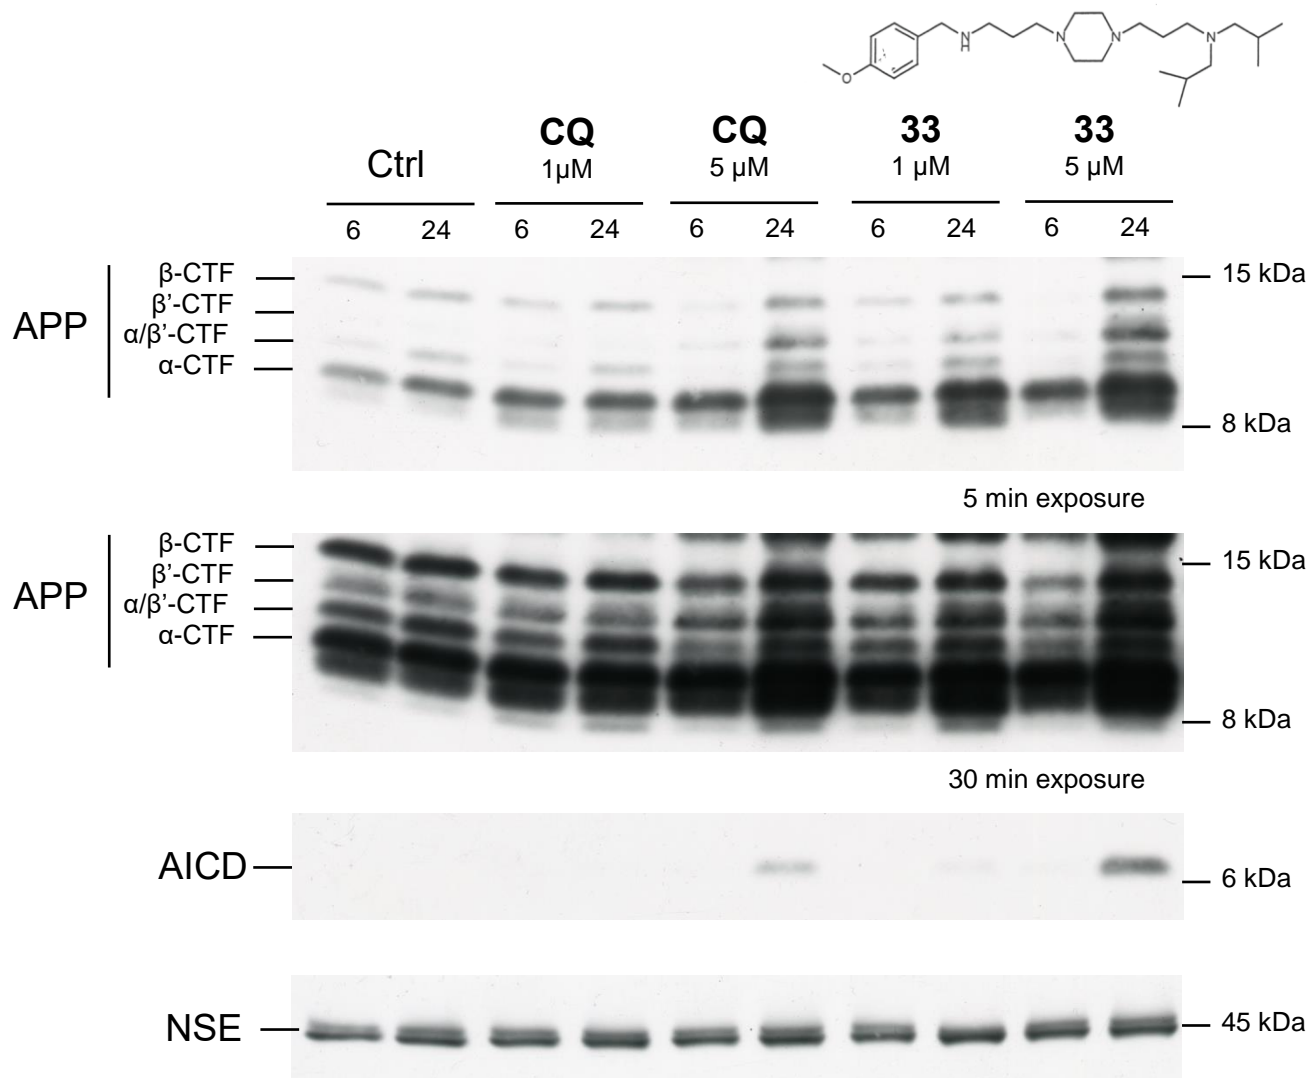 N
H
N
N
N
O
Ctrl
CQ
1µM
CQ
5 µM
33
1 µM
33
5 µM
6 24 6 24 6 24 6 24 6 24
APP
β-CTF
β’-CTF
α/β’-CTF
α-CTF
15 kDa
8 kDa
5 min exposure
APP
β-CTF
β’-CTF
α/β’-CTF
α-CTF
15 kDa
8 kDa
30 min exposure
AICD
6 kDa
NSE
45 kDa